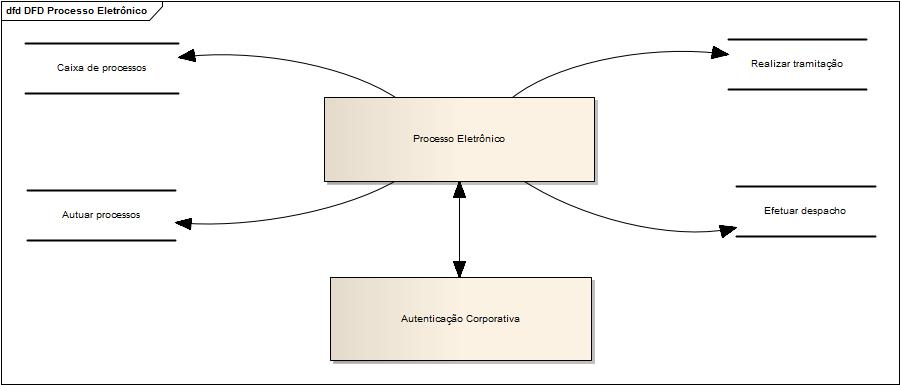 dfd DFD Processo Eletrônico
Caixa de processos
Realizar tramitação
Processo Eletrônico
Autuar processos
Efetuar despacho
Autenticação Corporativa